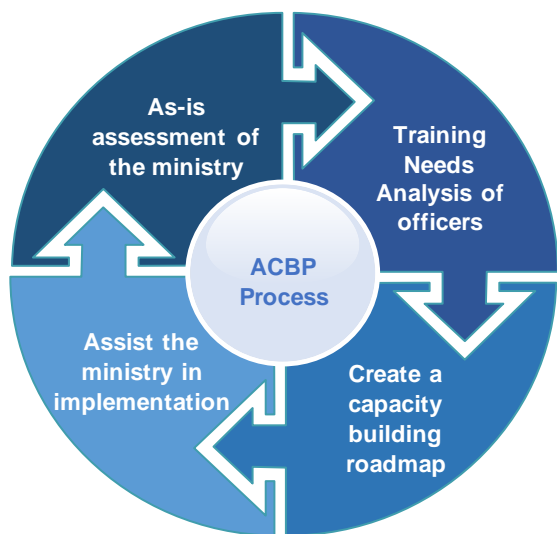 As-is
assessment of
the ministry
Training
Needs
Analysis of
officers
ACBP
Process
Assist the
ministry in
implementation
Create a
capacity
building
roadmap